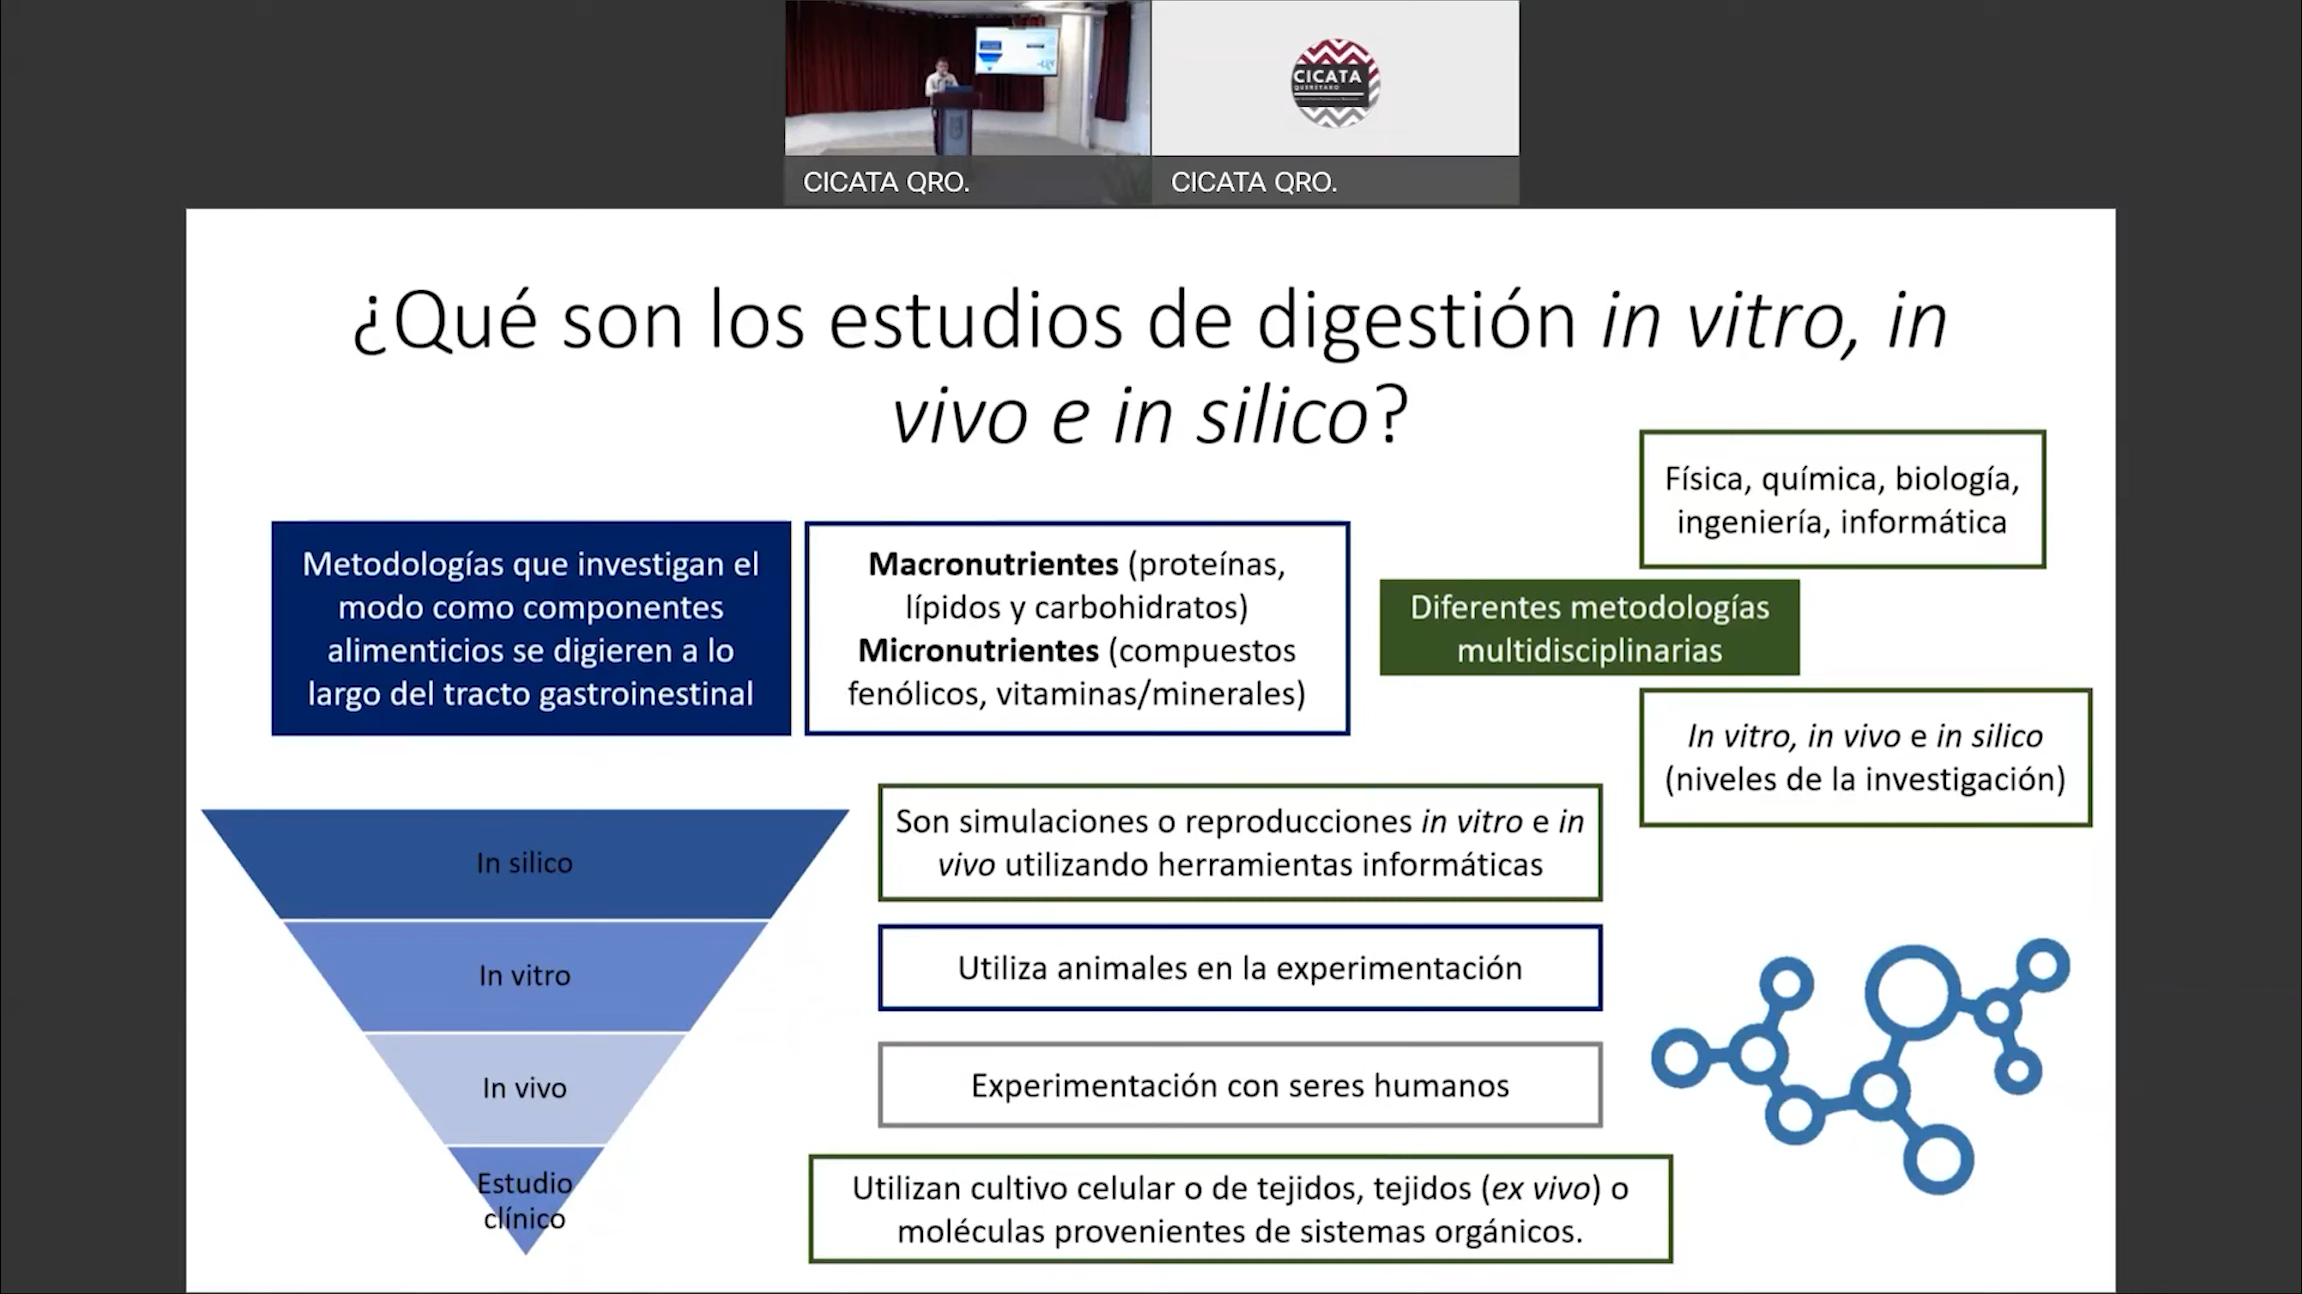 CICATA
QUERÉTARO
CICATA QRO.
CICATA QRO.
¿Qué son los estudios de digestión in vitro, in
vivo e in silico?
Física, química, biología,
ingeniería, informática
Metodologías que investigan el
modo como componentes
alimenticios se digieren a lo
largo del tracto gastroinestinal
Macronutrientes (proteínas,
lípidos y carbohidratos)
Micronutrientes (compuestos
fenólicos, vitaminas/minerales)
Diferentes metodologías
multidisciplinarias
In vitro, in vivo e in silico
(niveles de la investigación)
In silico
In vitro
In vivo
Estudio
clínico
Son simulaciones o reproducciones in vitro e in
vivo utilizando herramientas informáticas
Utiliza animales en la experimentación
Experimentación con seres humanos
Utilizan cultivo celular o de tejidos, tejidos (ex vivo) o
moléculas provenientes de sistemas orgánicos.